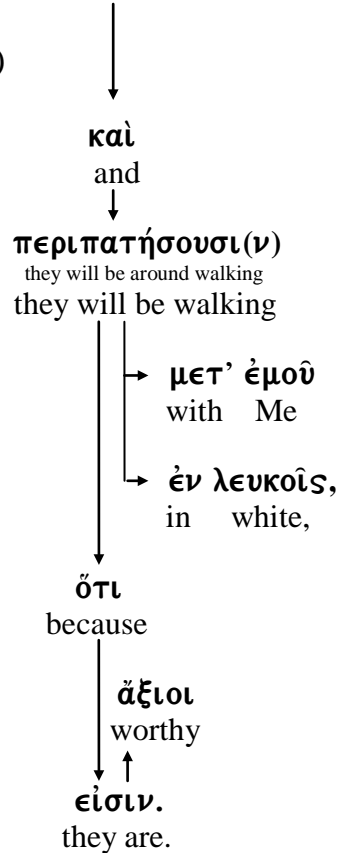 )
καὶ
and
περιπατήσουσι(ν)
they will be around walking
they will be walking
μετ’ ἐμοῦ
with Me
ἐν λευκοῖς,
in white,
ὅτι
because
ἄξιοι
worthy
εἰσιν.
they are.